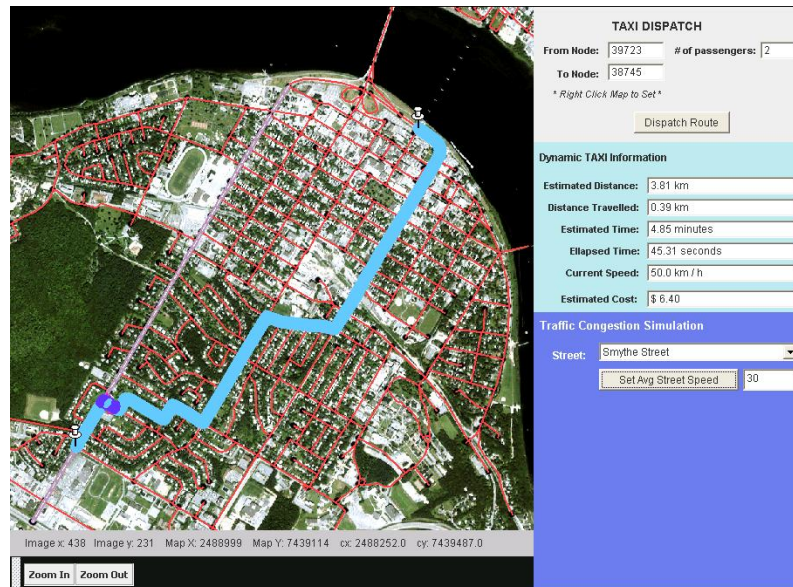 TAXI DISPATCH
From Node: 39723 # of passengers: 2
To Node: 38745
* Right Click Map to Set *
Dispatch Route
Dynamic TAXI Information
Estimated Distance: 3.81 km
Distance Travelled: 0.39 km
Estimated Time: 4.85 minutes
Ellapsed Time: 45.31 seconds
Current Speed: 50.0 km / h
Estimated Cost: $ 6.40
Traffic Congestion Simulation
Street: Smythe Street
Set Avg Street Speed 30
Image x: 438 Image y: 231 Map X: 2488999 Map Y: 7439114 cx: 2488252.0 cy: 7439487.0
Zoom In Zoom Out